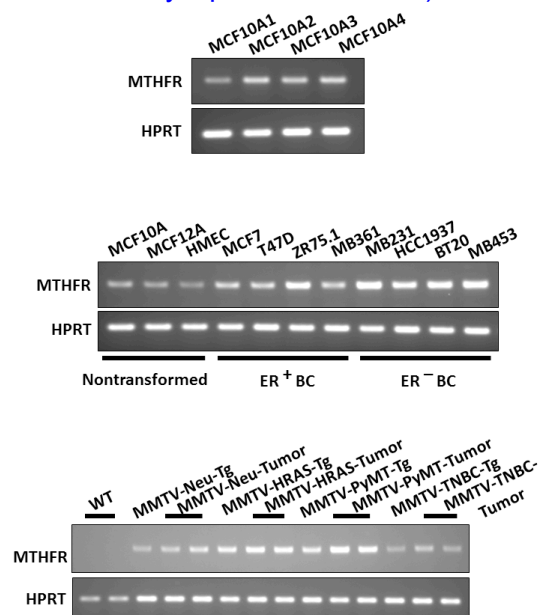 MCF10A1 MCF10A2 MCF10A3 MCF10A4
MTHFR
HPRT
MCF10A MCF12A HMEC MCF7 T47D ZR75.1 MB361 MB231 HCC1937 BT20 MB453
MTHFR
HPRT
Nontransformed ER + BC ER – BC
WT MMTV-Neu-Tg MMTV-Neu-Tumor MMTV-HRAS-Tg MMTV-HRAS-Tumor MMTV-PyMT-Tg MMTV-PyMT-Tumor MMTV-TNBC-Tg MMTV-TNBC-
Tumor
MTHFR
HPRT